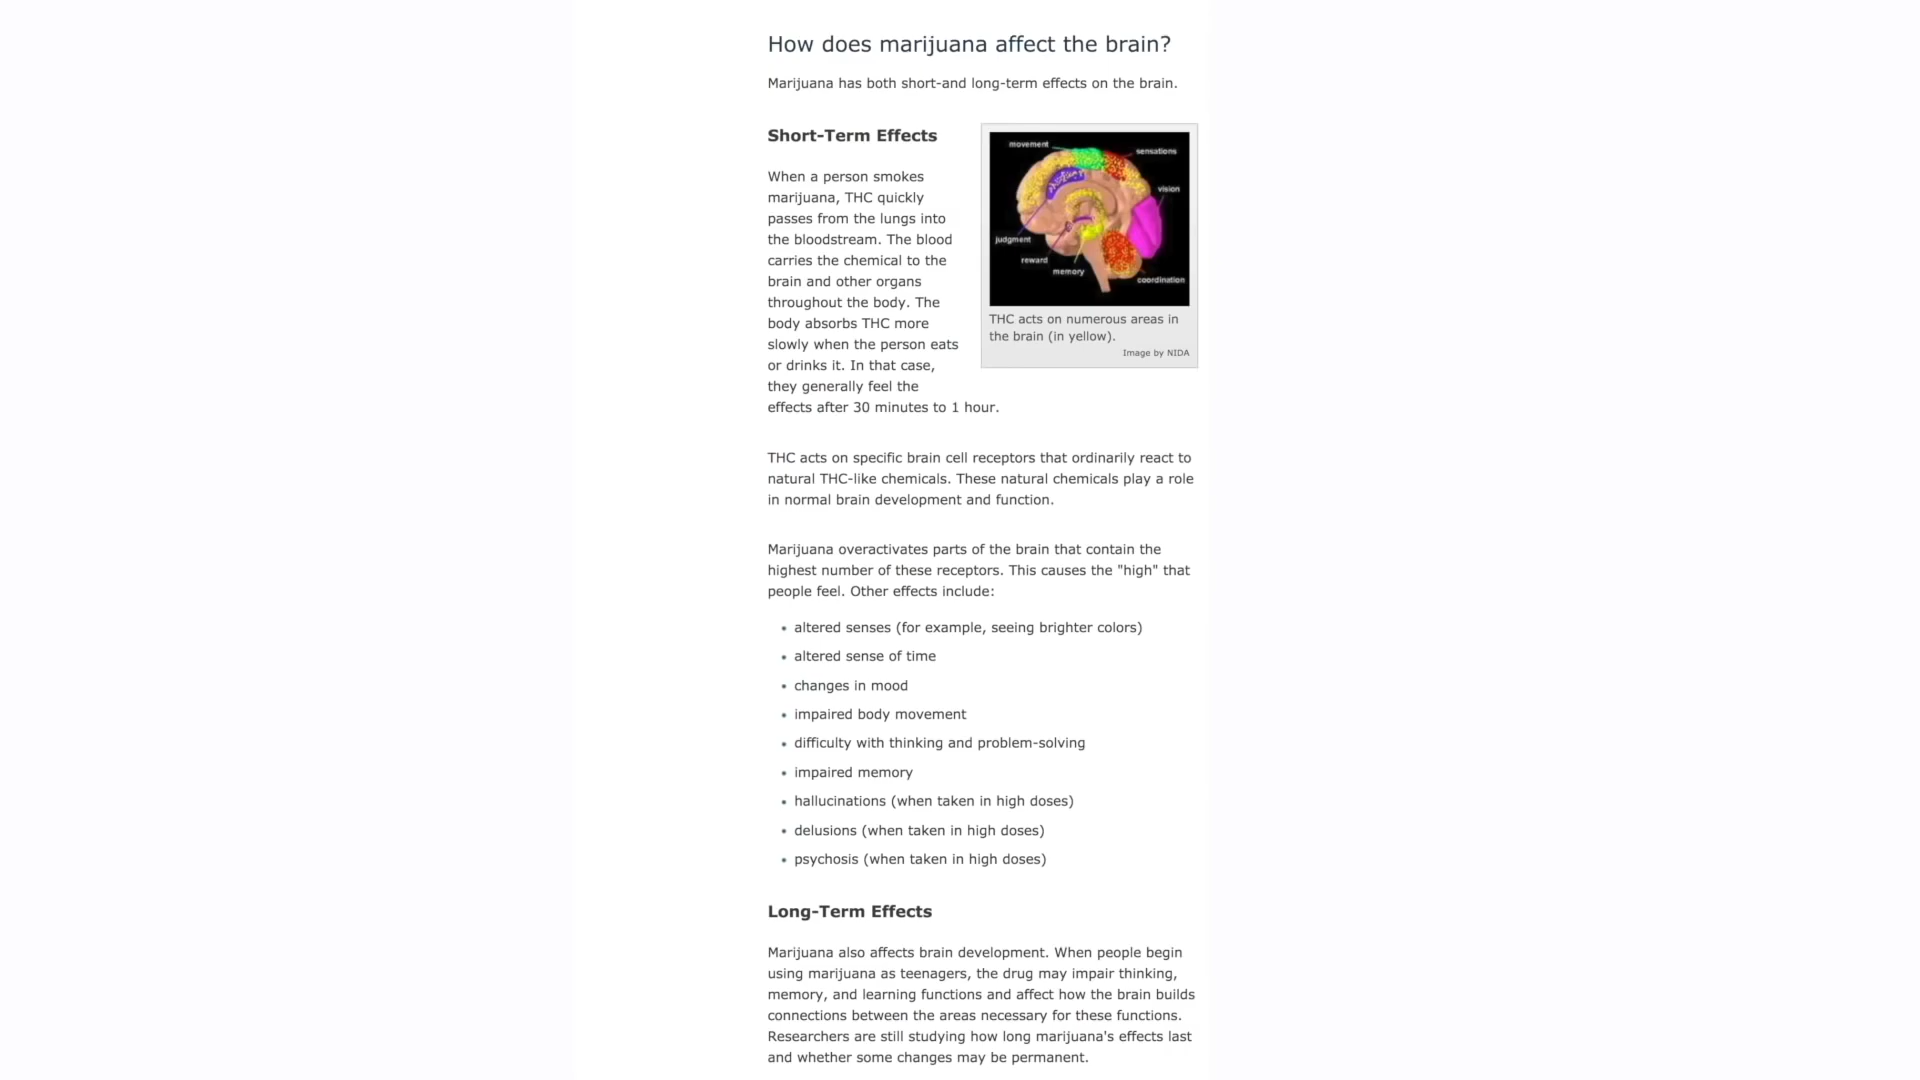 How does marijuana affect the brain?
Marijuana has both short-and long-term effects on the brain.
Short-Term Effects
When a person smokes
marijuana, THC quickly
passes from the lungs into
the bloodstream. The blood
carries the chemical to the
brain and other organs
throughout the body. The
body absorbs THC more
slowly when the person eats
or drinks it. In that case,
they generally feel the
effects after 30 minutes to 1 hour.
movement
sensations
vision
judgment
reward
memory
coordination
THC acts on numerous areas in
the brain (in yellow).
Image by NIDA
THC acts on specific brain cell receptors that ordinarily react to
natural THC-like chemicals. These natural chemicals play a role
in normal brain development and function.
Marijuana overactivates parts of the brain that contain the
highest number of these receptors. This causes the "high" that
people feel. Other effects include:
• altered senses (for example, seeing brighter colors)
• altered sense of time
• changes in mood
• impaired body movement
• difficulty with thinking and problem-solving
• impaired memory
• hallucinations (when taken in high doses)
• delusions (when taken in high doses)
• psychosis (when taken in high doses)
Long-Term Effects
Marijuana also affects brain development. When people begin
using marijuana as teenagers, the drug may impair thinking,
memory, and learning functions and affect how the brain builds
connections between the areas necessary for these functions.
Researchers are still studying how long marijuana's effects last
and whether some changes may be permanent.